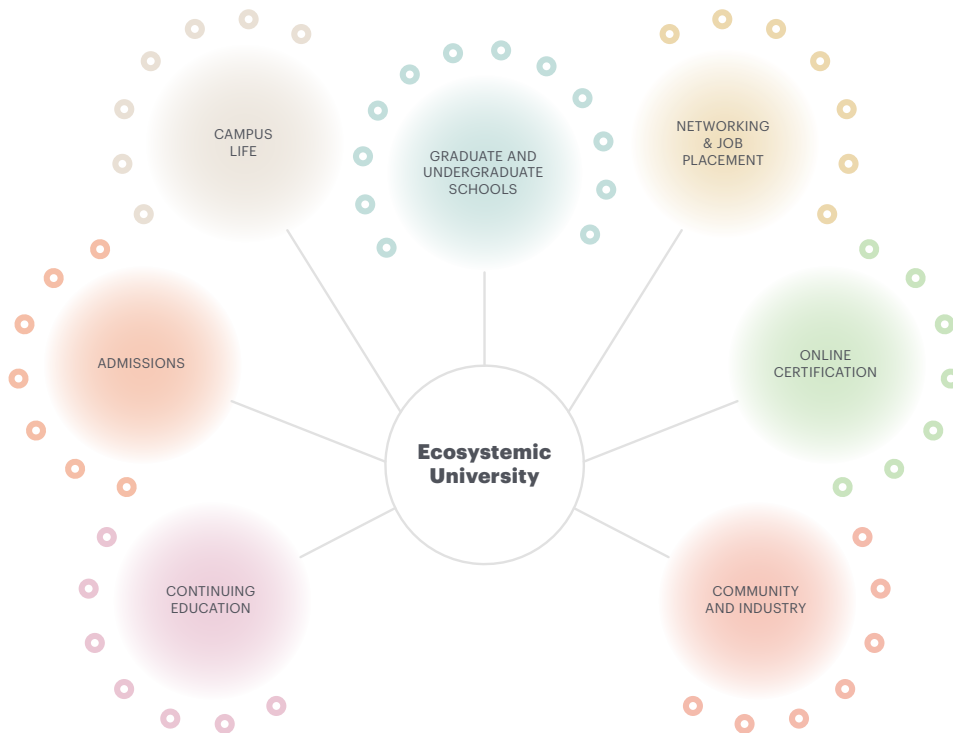 CAMPUS
LIFE
GRADUATE AND
UNDERGRADUATE
SCHOOLS
NETWORKING
& JOB
PLACEMENT
ADMISSIONS
ONLINE
CERTIFICATION
Ecosystemic
University
CONTINUING
EDUCATION
COMMUNITY
AND INDUSTRY